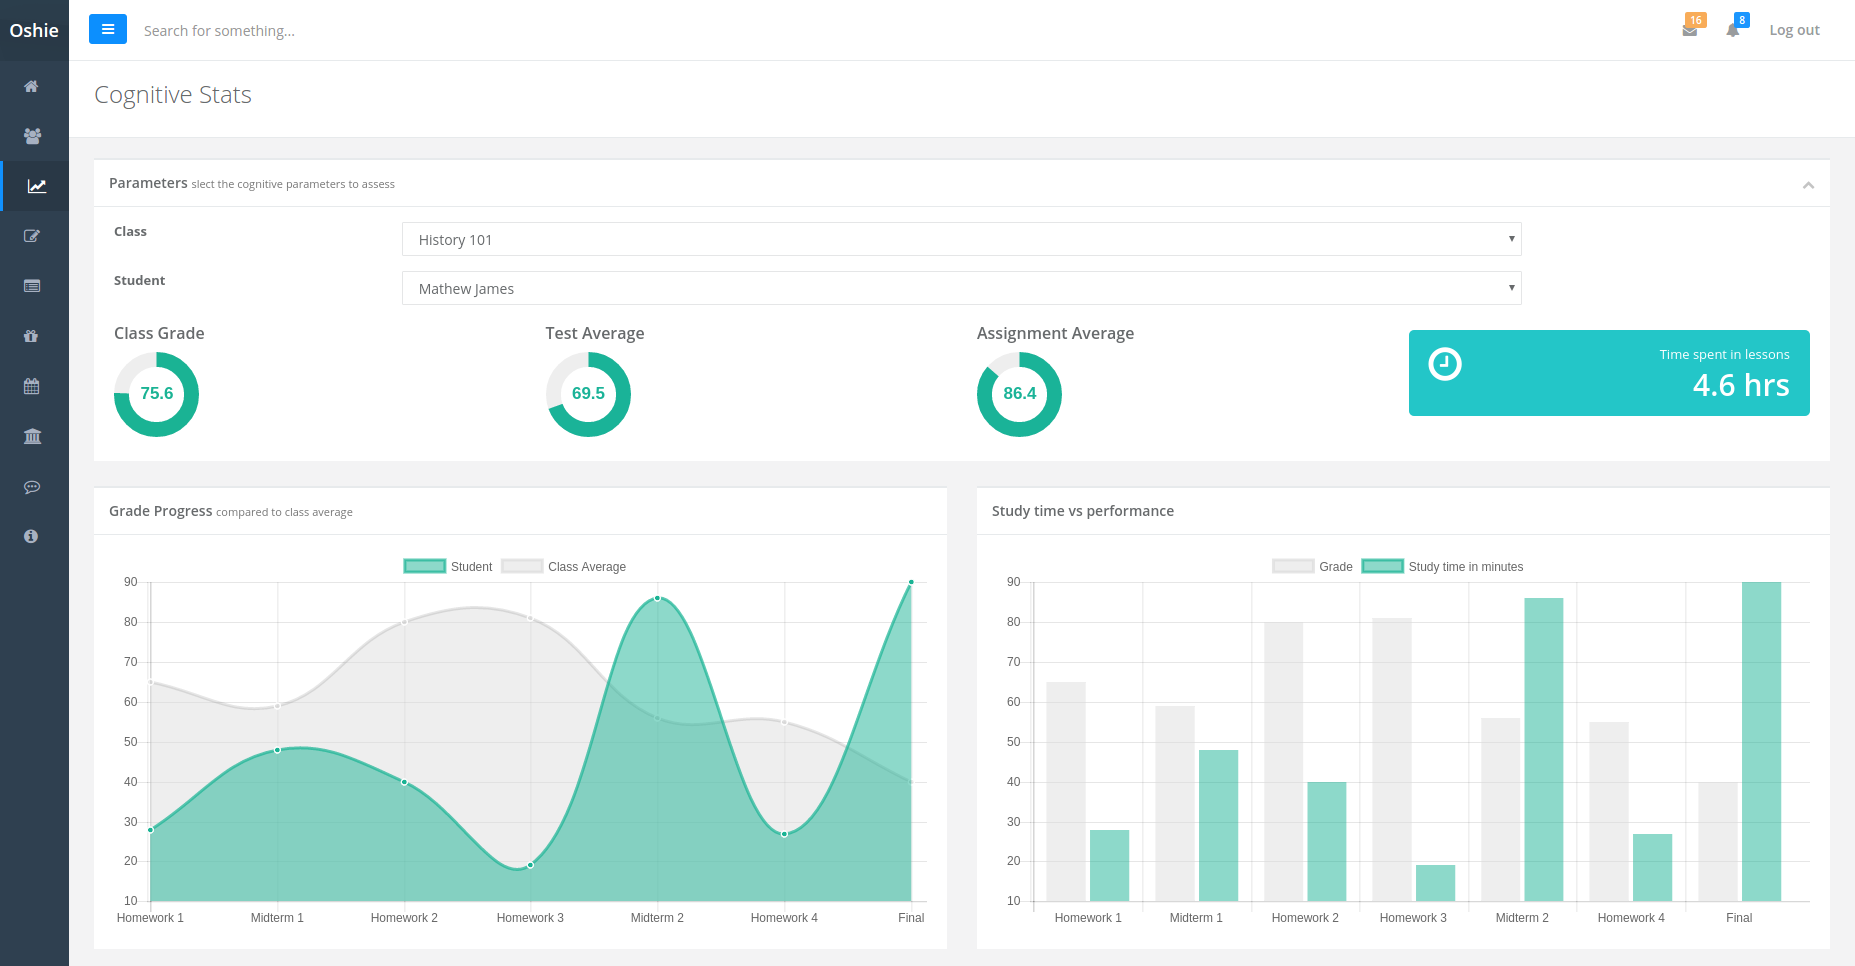 Oshie
Search for something...
16
8
Log out
Cognitive Stats
Parameters slect the cognitive parameters to assess
Class
History 101
Student
Mathew James
Class Grade
Test Average
Assignment Average
75.6
69.5
86.4
Time spent in lessons
4.6 hrs
Grade Progress compared to class average
Student
Class Average
90
80
70
60
50
40
30
20
10
Homework 1
Midterm 1
Homework 2
Homework 3
Midterm 2
Homework 4
Final
Study time vs performance
Grade
Study time in minutes
90
80
70
60
50
40
30
20
10
Homework 1
Midterm 1
Homework 2
Homework 3
Midterm 2
Homework 4
Final